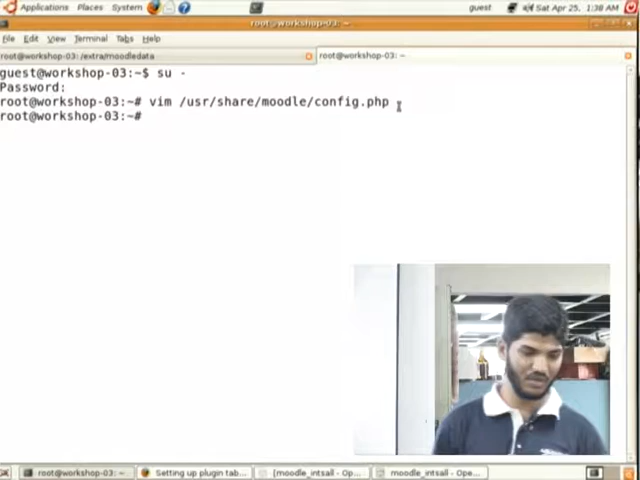 Applications Places System guest Sat Apr 25, 1:38 AM
root@workshop-03: ~
File Edit View Terminal Tabs Help
root@workshop-03: /extra/moodledata root@workshop-03: ~
guest@workshop-03:~$ su -
Password:
root@workshop-03:~# vim /usr/share/moodle/config.php
root@workshop-03:~#
root@workshop-03: ~ Setting up plugin tab... [moodle_intsall - Op... moodle_intsall - Ope...